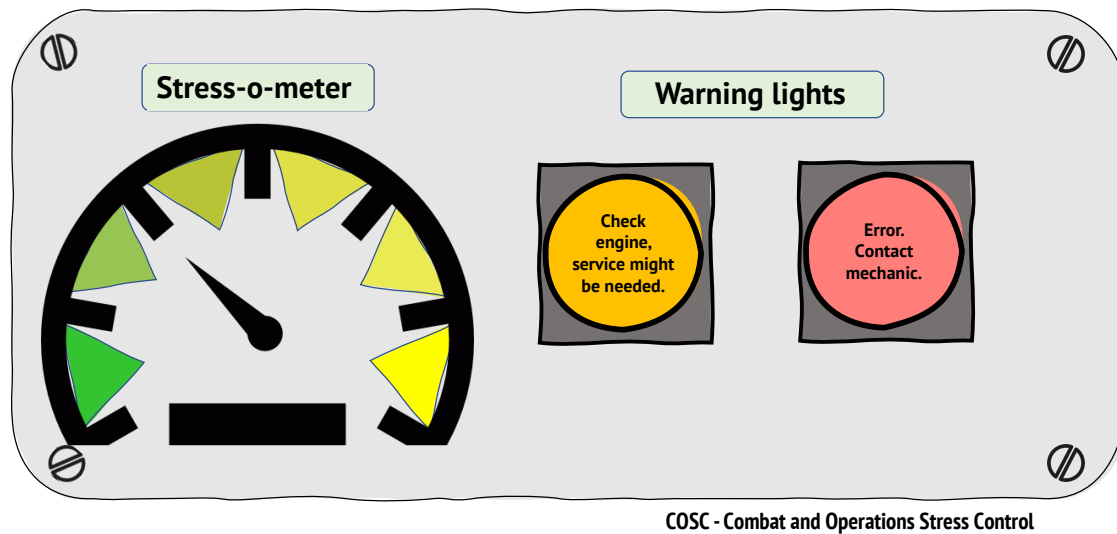 Stress-o-meter
Warning lights
Check
engine,
service might
be needed.
Error.
Contact
mechanic.
COSC - Combat and Operations Stress Control